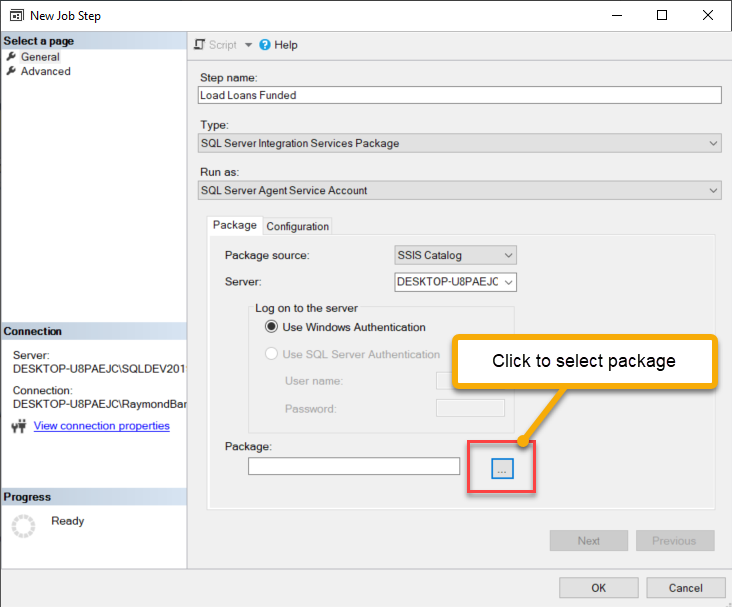 New Job Step
Select a page
General
Advanced
Script Help
Step name:
Load Loans Funded
Type:
SQL Server Integration Services Package
Run as:
SQL Server Agent Service Account
Package Configuration
Package source: SSIS Catalog
Server: DESKTOP-U8PAEJC
Log on to the server
Use Windows Authentication
Use SQL Server Authentication
User name:
Password:
Click to select package
Package:
...
Connection
Server:
DESKTOP-U8PAEJC\SQLDEV201
Connection:
DESKTOP-U8PAEJC\RaymondBar
View connection properties
Progress
Ready
Next Previous
OK Cancel